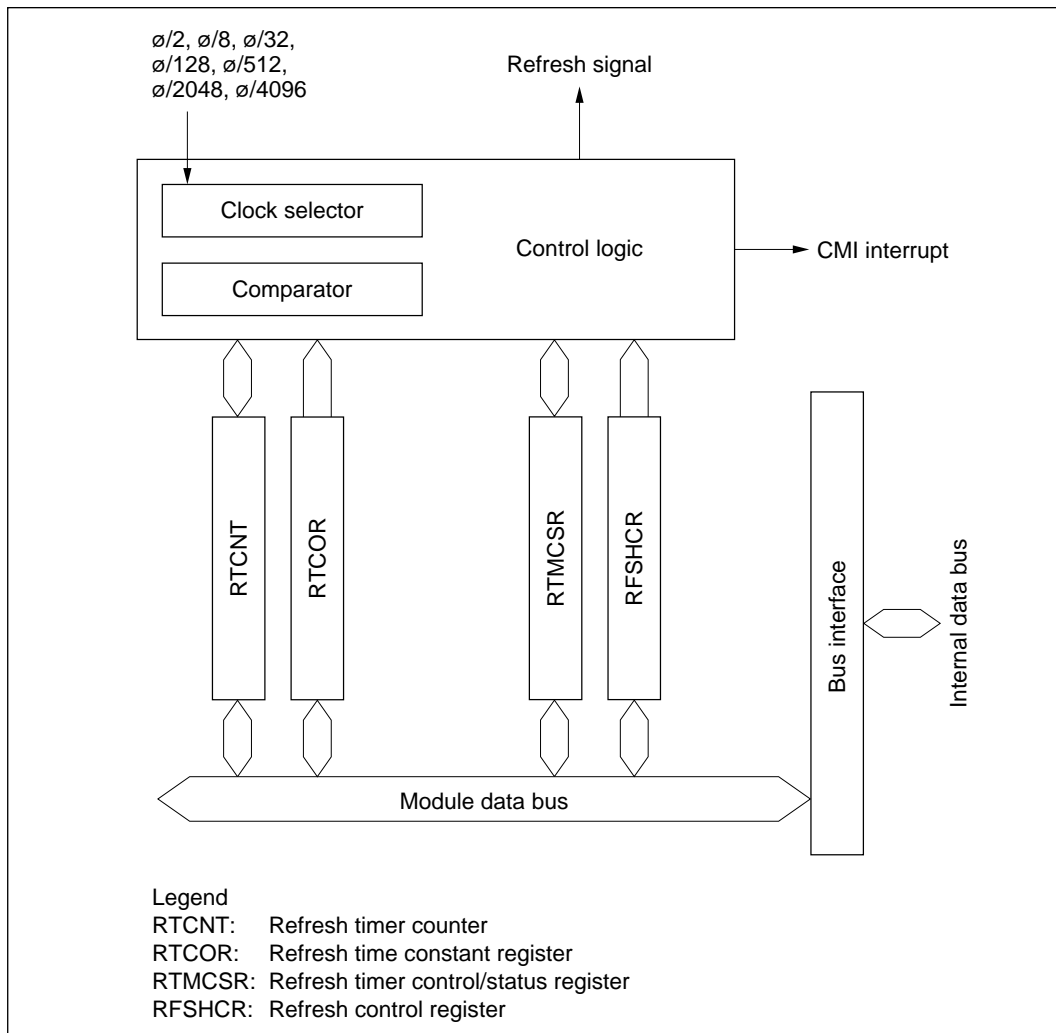 ø/2, ø/8, ø/32,
ø/128, ø/512,
ø/2048, ø/4096
Refresh signal
Clock selector
Control logic
CMI interrupt
Comparator
RTCNT
RTCOR
RTMCSR
RFSHCR
Bus interface
Internal data bus
Module data bus
Legend
RTCNT: Refresh timer counter
RTCOR: Refresh time constant register
RTMCSR: Refresh timer control/status register
RFSHCR: Refresh control register